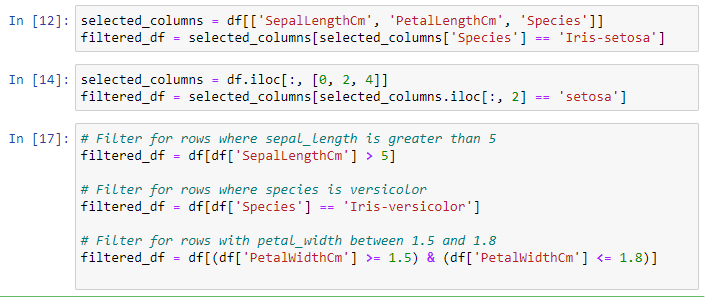 In [12]: selected_columns = df[['SepalLengthCm', 'PetalLengthCm', 'Species']]
filtered_df = selected_columns[selected_columns['Species'] == 'Iris-setosa']
In [14]: selected_columns = df.iloc[:, [0, 2, 4]]
filtered_df = selected_columns[selected_columns.iloc[:, 2] == 'setosa']
In [17]: # Filter for rows where sepal_length is greater than 5
filtered_df = df[df['SepalLengthCm'] > 5]
# Filter for rows where species is versicolor
filtered_df = df[df['Species'] == 'Iris-versicolor']
# Filter for rows with petal_width between 1.5 and 1.8
filtered_df = df[(df['PetalWidthCm'] >= 1.5) & (df['PetalWidthCm'] <= 1.8)]